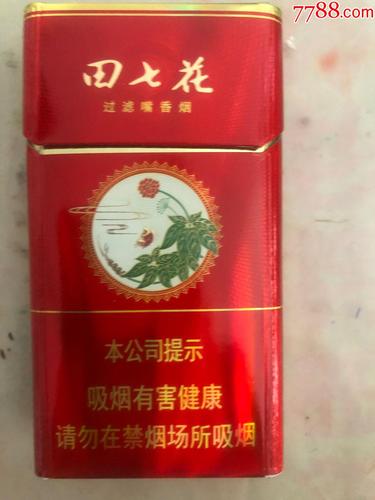 7788.com
田七花
过滤嘴香烟
本公司提示
吸烟有害健康
请勿在禁烟场所吸烟